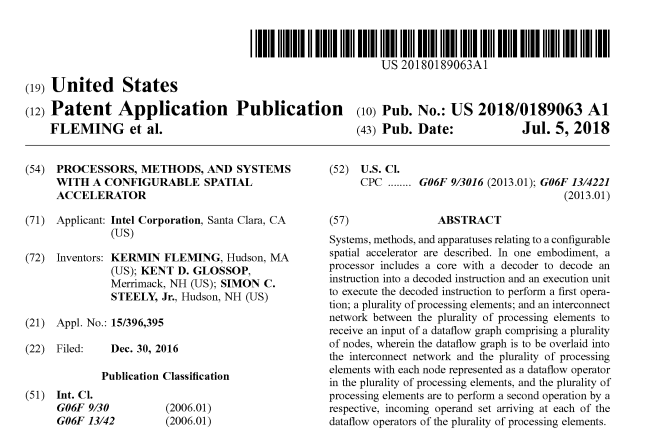 US 20180189063A1
(19) United States
(12) Patent Application Publication (10) Pub. No.: US 2018/0189063 A1
FLEMING et al. (43) Pub. Date: Jul. 5, 2018
(54) PROCESSORS, METHODS, AND SYSTEMS
WITH A CONFIGURABLE SPATIAL
ACCELERATOR
(71) Applicant: Intel Corporation, Santa Clara, CA
(US)
(72) Inventors: KERMIN FLEMING, Hudson, MA
(US); KENT D. GLOSSOP,
Merrimack, NH (US); SIMON C.
STEELY, Jr., Hudson, NH (US)
(21) Appl. No.: 15/396,395
(22) Filed: Dec. 30, 2016
Publication Classification
(51) Int. Cl.
G06F 9/30 (2006.01)
G06F 13/42 (2006.01)
(52) U.S. Cl.
CPC ........ G06F 9/3016 (2013.01); G06F 13/4221
(2013.01)
(57) ABSTRACT
Systems, methods, and apparatuses relating to a configurable
spatial accelerator are described. In one embodiment, a
processor includes a core with a decoder to decode an
instruction into a decoded instruction and an execution unit
to execute the decoded instruction to perform a first opera-
tion; a plurality of processing elements; and an interconnect
network between the plurality of processing elements to
receive an input of a dataflow graph comprising a plurality
of nodes, wherein the dataflow graph is to be overlaid into
the interconnect network and the plurality of processing
elements with each node represented as a dataflow operator
in the plurality of processing elements, and the plurality of
processing elements are to perform a second operation by a
respective, incoming operand set arriving at each of the
dataflow operators of the plurality of processing elements.